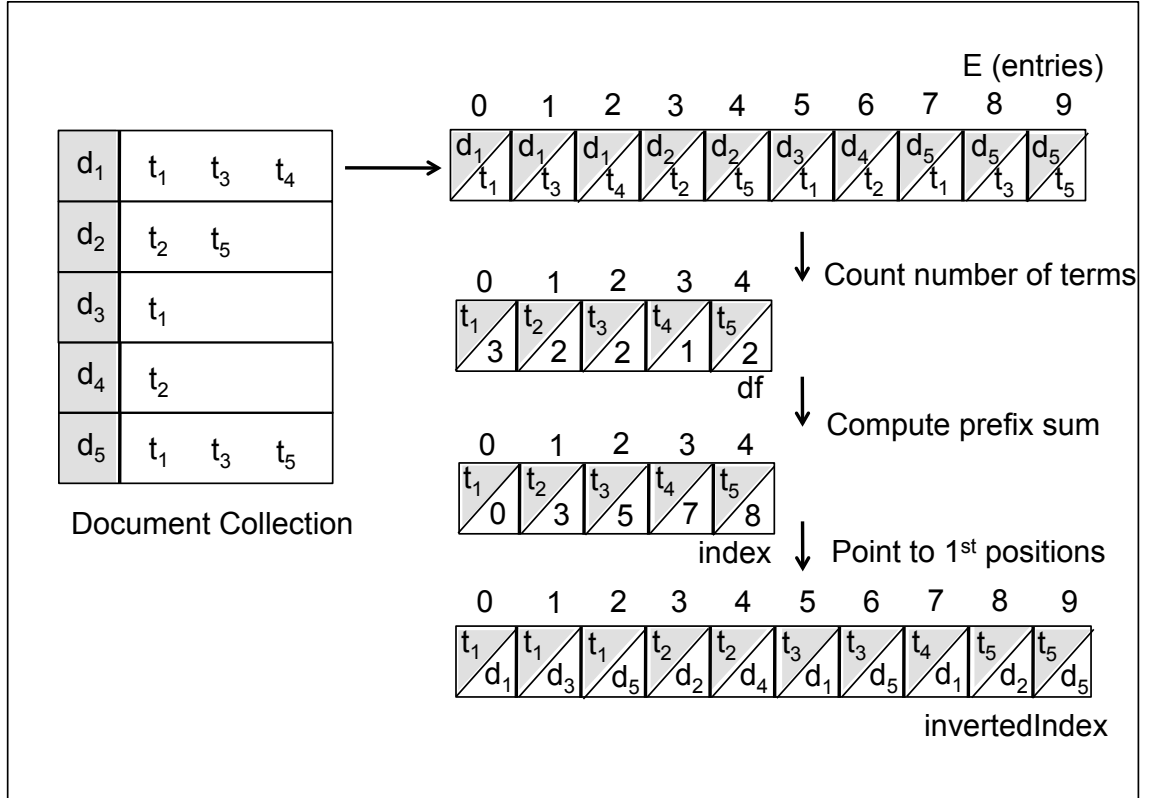 E (entries)
0 1 2 3 4 5 6 7 8 9
d₁ t₁ t₃ t₄
d₁ d₁ d₁ d₂ d₂ d₃ d₄ d₅ d₅ d₅
t₁ t₃ t₄ t₂ t₅ t₁ t₂ t₁ t₃ t₅
d₂ t₂ t₅
d₃ t₁
d₄ t₂
d₅ t₁ t₃ t₅
Document Collection
Count number of terms
0 1 2 3 4
t₁ t₂ t₃ t₄ t₅
3 2 2 1 2
df
Compute prefix sum
0 1 2 3 4
t₁ t₂ t₃ t₄ t₅
0 3 5 7 8
index
Point to 1ˢᵗ positions
0 1 2 3 4 5 6 7 8 9
t₁ t₁ t₁ t₂ t₂ t₃ t₃ t₄ t₅ t₅
d₁ d₃ d₅ d₂ d₄ d₁ d₅ d₁ d₂ d₅
invertedIndex